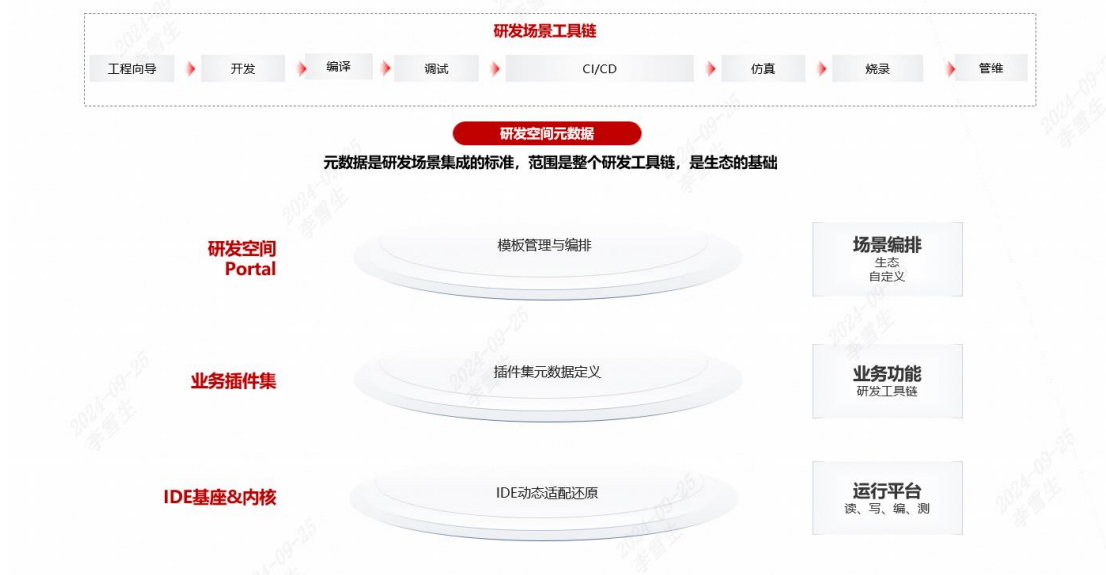 研发场景工具链
工程向导 开发 编译 调试 CI/CD 仿真 烧录 管维
研发空间元数据
元数据是研发场景集成的标准，范围是整个研发工具链，是生态的基础
研发空间
Portal
模板管理与编排
场景编排
生态
自定义
业务插件集
插件集元数据定义
业务功能
研发工具链
IDE基座&内核
IDE动态适配还原
运行平台
读、写、编、测
2024-09-25
李雪生